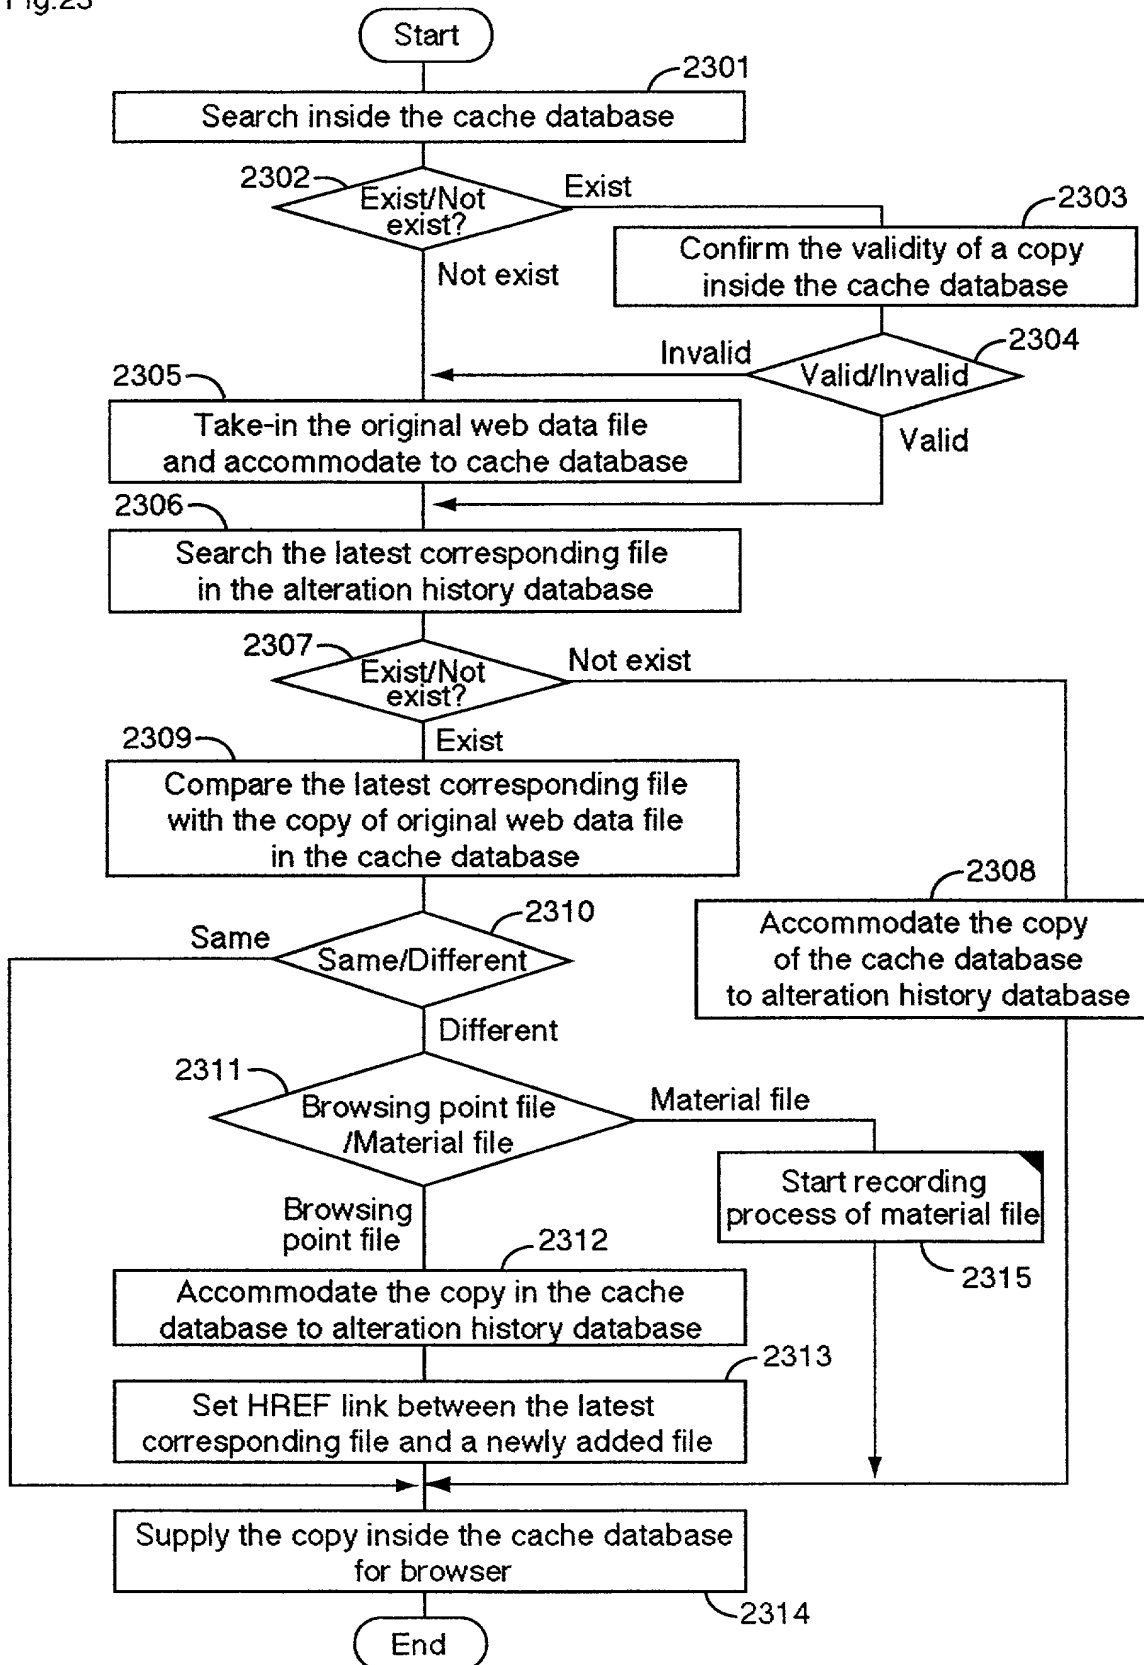 Fig.23
Start
2301
Search inside the cache database
2302
Exist/Not
exist?
Exist
Not exist
2303
Confirm the validity of a copy
inside the cache database
2304
Valid/Invalid
Invalid
Valid
2305
Take-in the original web data file
and accommodate to cache database
2306
Search the latest corresponding file
in the alteration history database
2307
Exist/Not
exist?
Not exist
Exist
2309
Compare the latest corresponding file
with the copy of original web data file
in the cache database
2308
Accommodate the copy
of the cache database
to alteration history database
2310
Same
Same/Different
Different
2311
Browsing point file
/Material file
Material file
Start recording
process of material file
2315
Browsing
point file
2312
Accommodate the copy in the cache
database to alteration history database
2313
Set HREF link between the latest
corresponding file and a newly added file
Supply the copy inside the cache database
for browser
2314
End